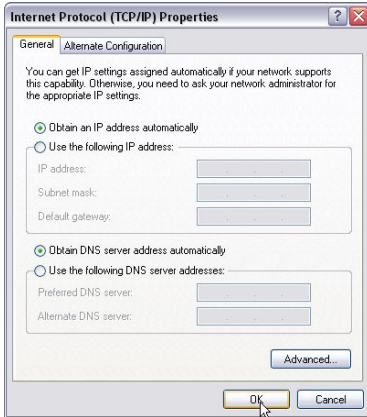 Internet Protocol (TCP/IP) Properties
General
Alternate Configuration
You can get IP settings assigned automatically if your network supports
this capability. Otherwise, you need to ask your network administrator for
the appropriate IP settings.
Obtain an IP address automatically
Use the following IP address:
IP address:
Subnet mask:
Default gateway:
Obtain DNS server address automatically
Use the following DNS server addresses:
Preferred DNS server:
Alternate DNS server:
Advanced...
OK
Cancel